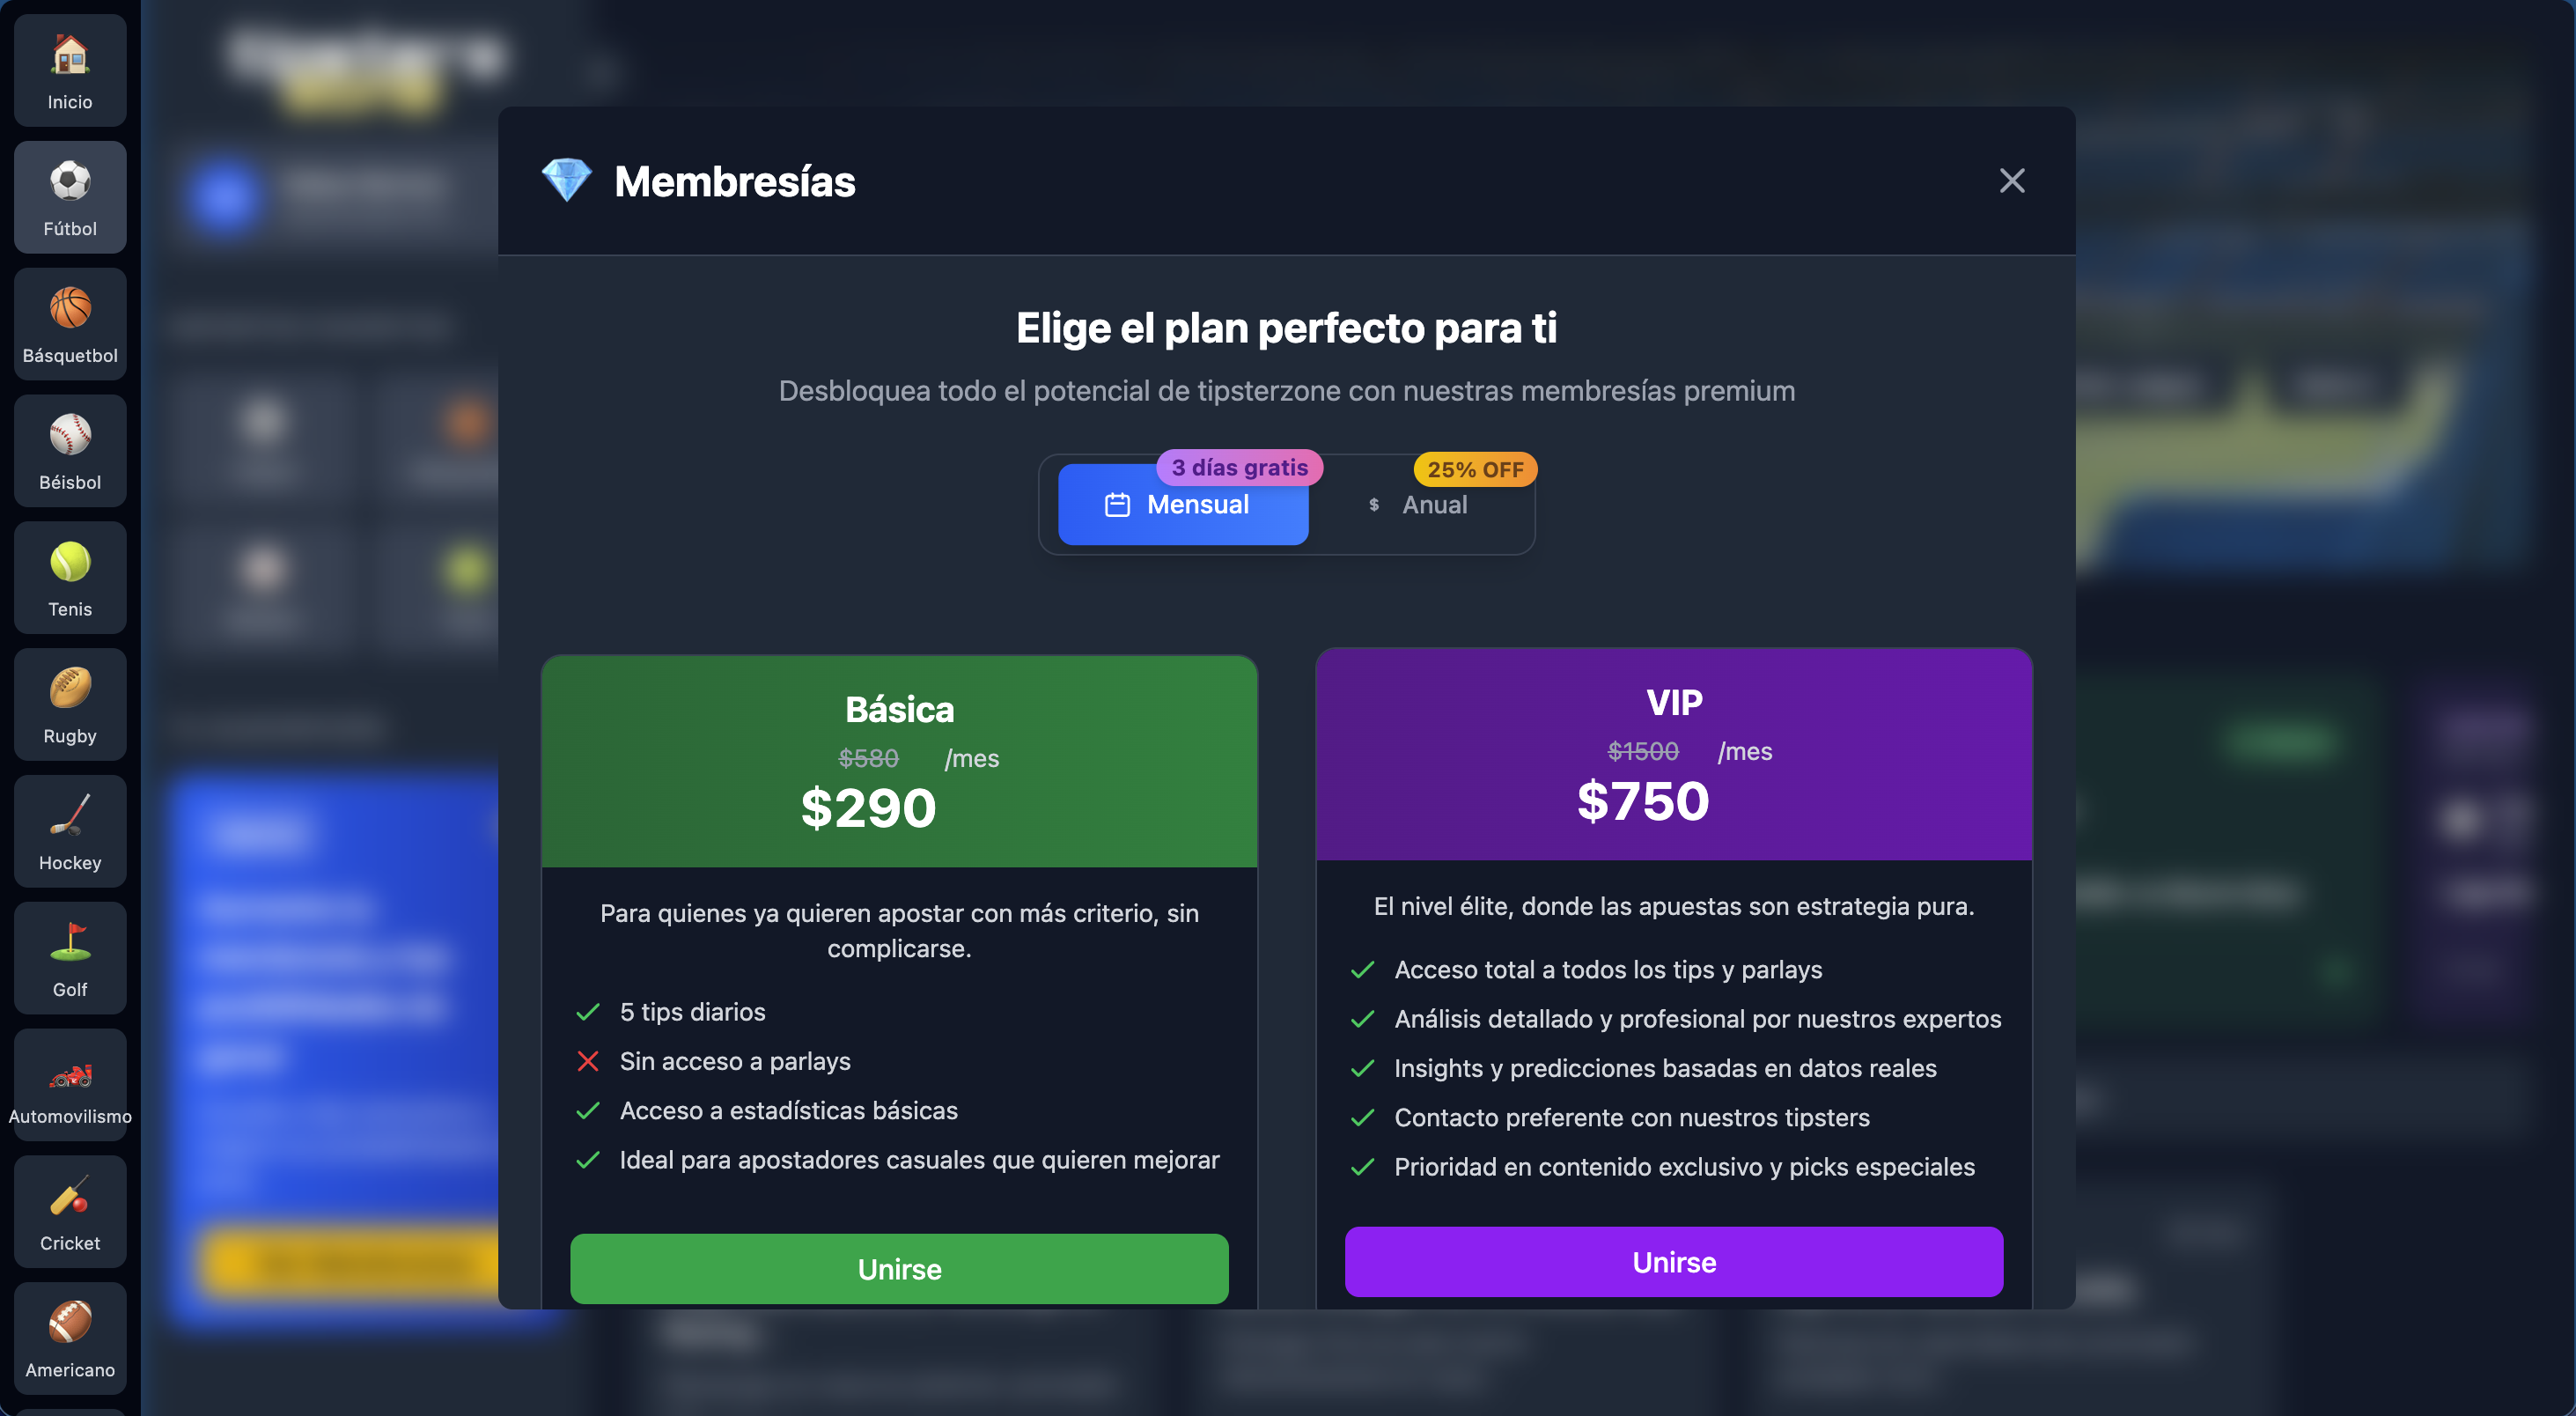 Inicio
Fútbol
Básquetbol
Béisbol
Tenis
Rugby
Hockey
Golf
Automovilismo
Cricket
Americano
Membresías
Elige el plan perfecto para ti
Desbloquea todo el potencial de tipsterzone con nuestras membresías premium
3 días gratis
Mensual
25% OFF
$ Anual
Básica
$580 /mes
$290
Para quienes ya quieren apostar con más criterio, sin
complicarse.
5 tips diarios
Sin acceso a parlays
Acceso a estadísticas básicas
Ideal para apostadores casuales que quieren mejorar
Unirse
VIP
$1500 /mes
$750
El nivel élite, donde las apuestas son estrategia pura.
Acceso total a todos los tips y parlays
Análisis detallado y profesional por nuestros expertos
Insights y predicciones basadas en datos reales
Contacto preferente con nuestros tipsters
Prioridad en contenido exclusivo y picks especiales
Unirse